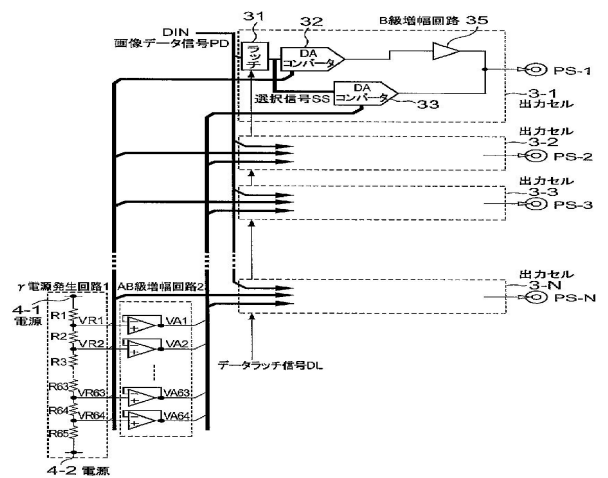 DIN
画像データ信号PD
31
32
B級増幅回路
35
ラッチ
DA
コンバータ
PS-1
3-1
出力セル
選択信号SS
DA
コンバータ
33
出力セル
3-2
PS-2
出力セル
3-3
PS-3
出力セル
3-N
PS-N
γ電源発生回路1
AB級増幅回路2
4-1
電源
R1
VR1
VA1
R2
VR2
VA2
R3
データラッチ信号DL
R63
VR63
VA63
R64
VR64
VA64
R65
4-2 電源